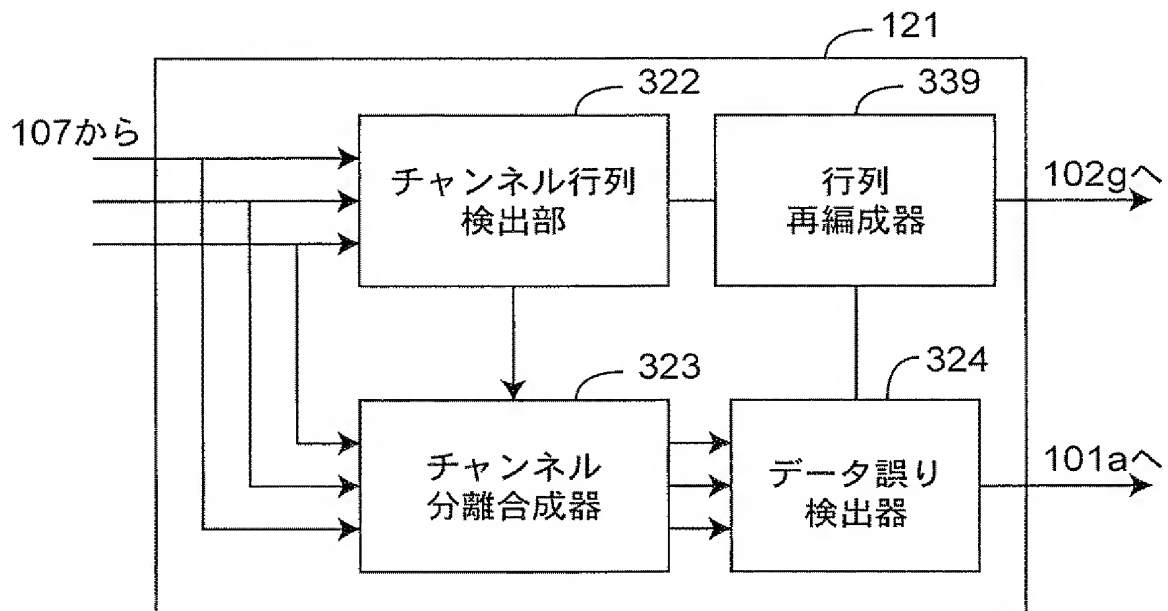 121
322
339
107から
チャンネル行列
検出部
行列
再編成器
102gへ
323
324
チャンネル
分離合成器
データ誤り
検出器
101aへ